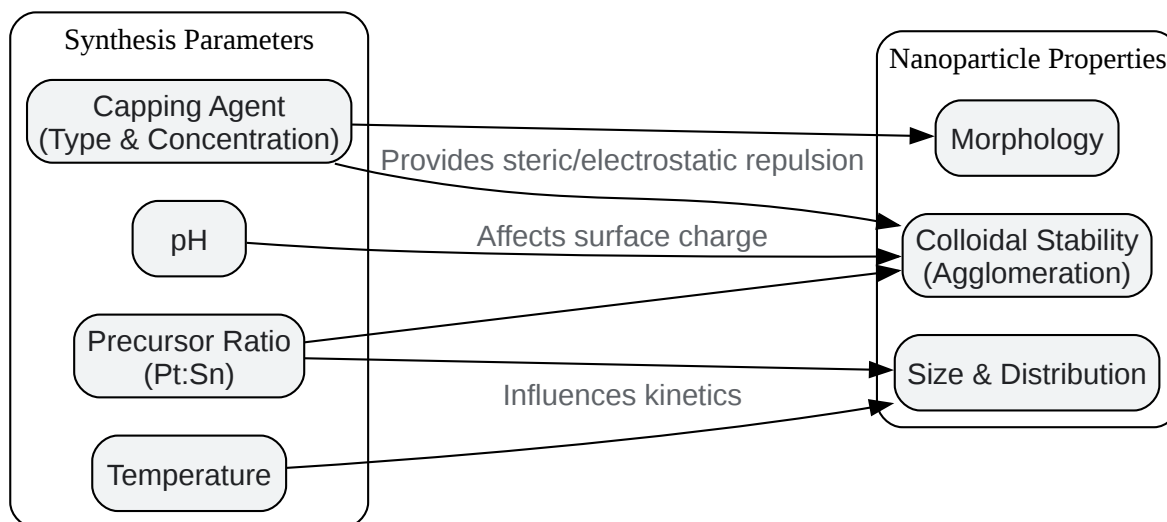 Synthesis Parameters
Capping Agent
(Type & Concentration)
pH
Precursor Ratio
(Pt:Sn)
Temperature
Provides steric/electrostatic repulsion
Affects surface charge
Influences kinetics
Nanoparticle Properties
Morphology
Colloidal Stability
(Agglomeration)
Size & Distribution